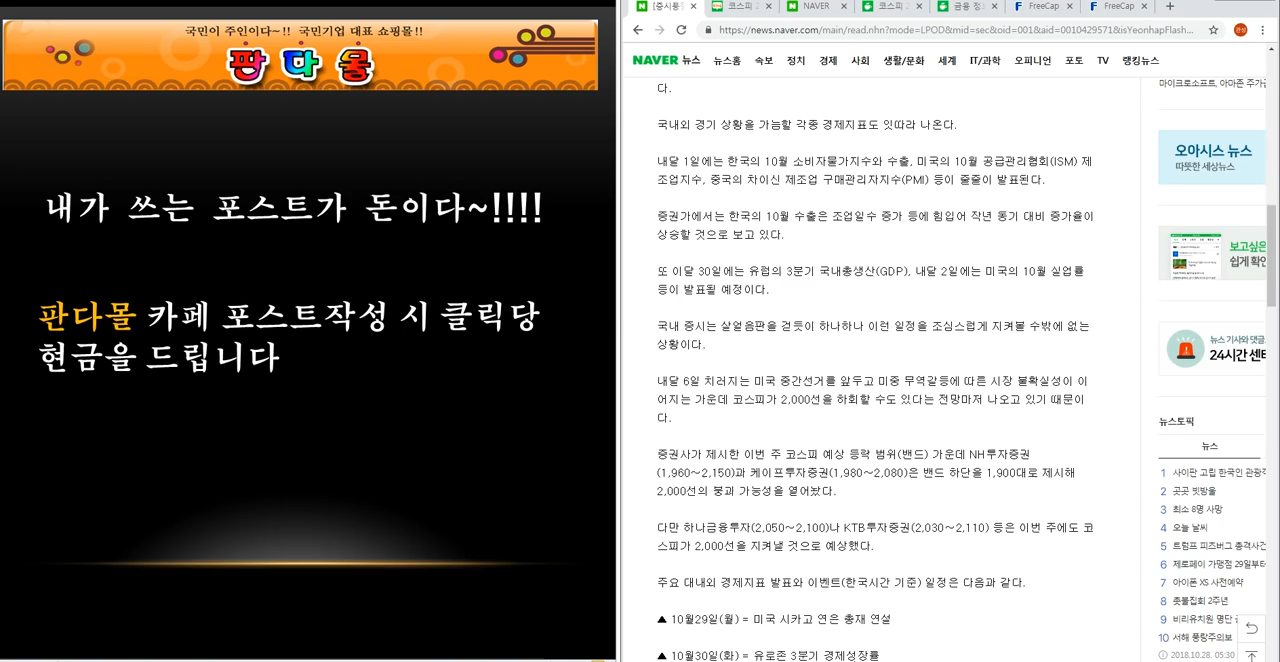 국민이 주인이다~!! 국민기업 대표 쇼핑몰!!
판다몰
내가 쓰는 포스트가 돈이다~!!!!
판다몰 카페 포스트작성 시 클릭당
현금을 드립니다
[증시풍
코스피 2
NAVER
코스피 2
금융 정
FreeCap
FreeCap
https://news.naver.com/main/read.nhn?mode=LPOD&mid=sec&oid=001&aid=0010429571&isYeonhapFlash...
NAVER 뉴스 뉴스홈 속보 정치 경제 사회 생활/문화 세계 IT/과학 오피니언 포토 TV 랭킹뉴스
다.
국내외 경기 상황을 가늠할 각종 경제지표도 잇따라 나온다.
내달 1일에는 한국의 10월 소비자물가지수와 수출, 미국의 10월 공급관리협회(ISM) 제
조업지수, 중국의 차이신 제조업 구매관리자지수(PMI) 등이 줄줄이 발표된다.
증권가에서는 한국의 10월 수출은 조업일수 증가 등에 힘입어 작년 동기 대비 증가율이
상승할 것으로 보고 있다.
또 이달 30일에는 유럽의 3분기 국내총생산(GDP), 내달 2일에는 미국의 10월 실업률
등이 발표될 예정이다.
국내 증시는 살얼음판을 걷듯이 하나하나 이런 일정을 조심스럽게 지켜볼 수밖에 없는
상황이다.
내달 6일 치러지는 미국 중간선거를 앞두고 미중 무역갈등에 따른 시장 불확실성이 이
어지는 가운데 코스피가 2,000선을 하회할 수도 있다는 전망마저 나오고 있기 때문이
다.
증권사가 제시한 이번 주 코스피 예상 등락 범위(밴드) 가운데 NH투자증권
(1,960∼2,150)과 케이프투자증권(1,980∼2,080)은 밴드 하단을 1,900대로 제시해
2,000선의 붕괴 가능성을 열어놨다.
다만 하나금융투자(2,050∼2,100)나 KTB투자증권(2,030∼2,110) 등은 이번 주에도 코
스피가 2,000선을 지켜낼 것으로 예상했다.
주요 대내외 경제지표 발표와 이벤트(한국시간 기준) 일정은 다음과 같다.
▲ 10월29일(월) = 미국 시카고 연은 총재 연설
▲ 10월30일(화) = 유로존 3분기 경제성장률
마이크로소프트, 아마존 주가
오아시스 뉴스
따뜻한 세상뉴스
보고싶은
쉽게 확인
뉴스 기사와 댓글
24시간 센터
뉴스토픽
뉴스
1 사이판 고립 한국인 관광
2 곳곳 빗방울
3 최소 8명 사망
4 오늘 날씨
5 트럼프 피츠버그 총격사건
6 제로페이 가맹점 29일부터
7 아이폰 XS 사전예약
8 촛불집회 2주년
9 비리유치원 명단
10 서해 풍랑주의보
2018.10.28. 05:30